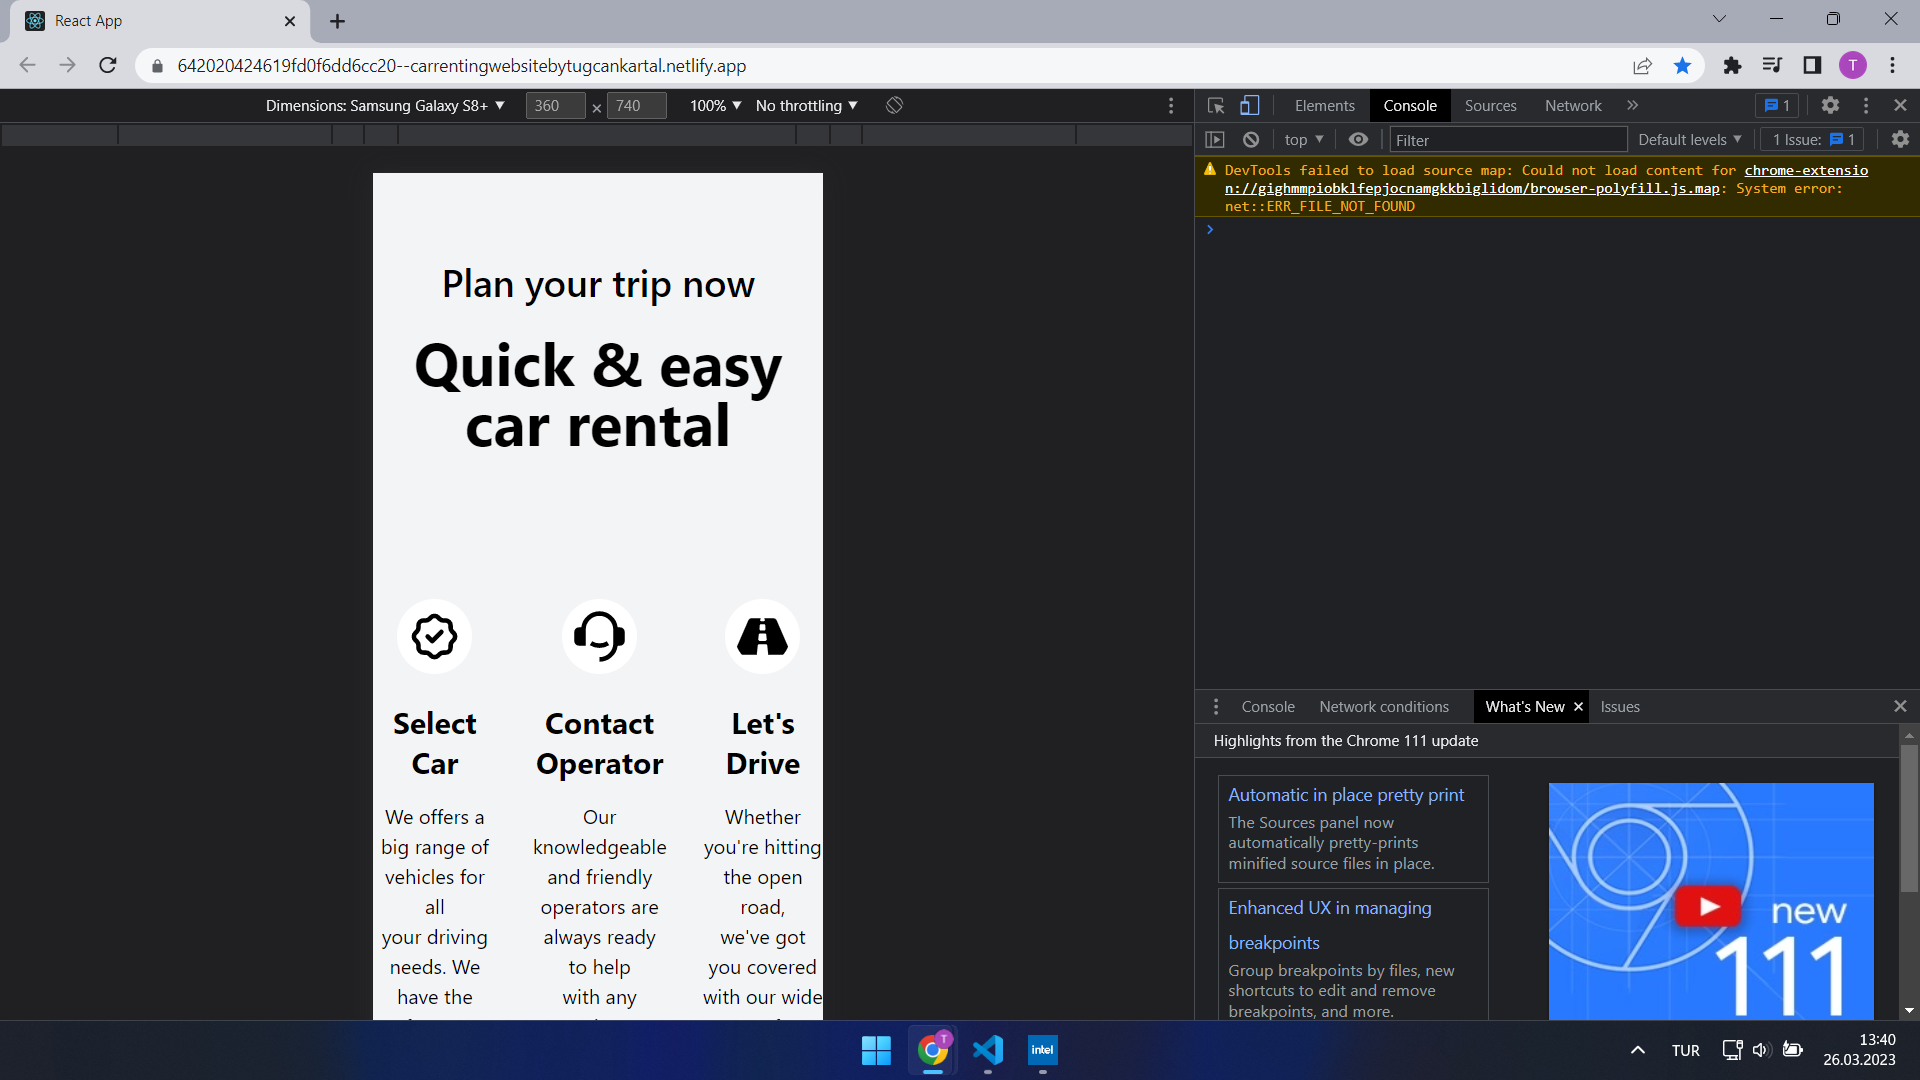 React App
642020424619fd0f6dd6cc20--carrentingwebsitebytugcankartal.netlify.app
T
Dimensions: Samsung Galaxy S8+ ▼ 360 × 740 100% ▼ No throttling ▼
Elements Console Sources Network » 1
top ▼ Filter Default levels ▼ 1 Issue: 1
DevTools failed to load source map: Could not load content for chrome-extensio
n://gighmmpiobklfepjocnamgkkbiglidom/browser-polyfill.js.map: System error:
net::ERR_FILE_NOT_FOUND
Plan your trip now
Quick & easy
car rental
Select
Car
We offers a
big range of
vehicles for
all
your driving
needs. We
have the
Contact
Operator
Our
knowledgeable
and friendly
operators are
always ready
to help
with any
Let's
Drive
Whether
you're hitting
the open
road,
we've got
you covered
with our wide
Console Network conditions What's New Issues
Highlights from the Chrome 111 update
Automatic in place pretty print
The Sources panel now
automatically pretty-prints
minified source files in place.
Enhanced UX in managing
breakpoints
Group breakpoints by files, new
shortcuts to edit and remove
breakpoints, and more.
new
111
T
intel
TUR
13:40
26.03.2023